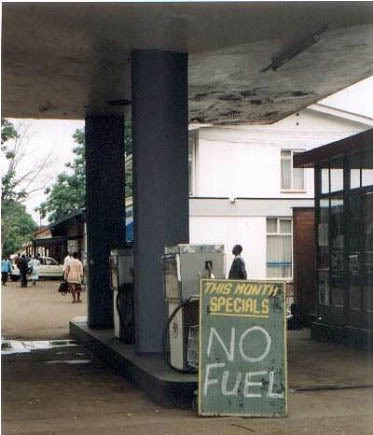 THIS MONTH
SPECIALS
NO
FUEL